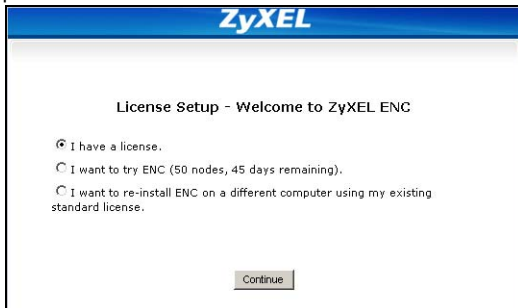 ZyXEL
License Setup - Welcome to ZyXEL ENC
I have a license.
I want to try ENC (50 nodes, 45 days remaining).
I want to re-install ENC on a different computer using my existing
standard license.
Continue